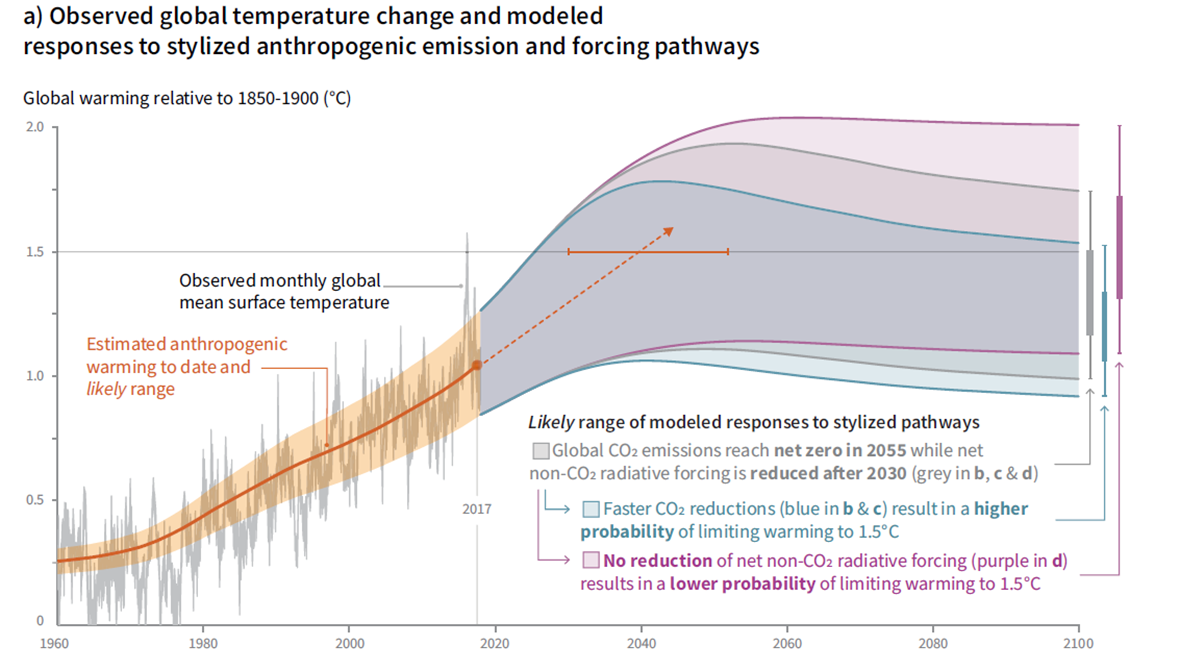 a) Observed global temperature change and modeled
responses to stylized anthropogenic emission and forcing pathways
Global warming relative to 1850-1900 (°C)
2.0
1.5
Observed monthly global
mean surface temperature
Estimated anthropogenic
warming to date and
likely range
1.0
Likely range of modeled responses to stylized pathways
Global CO₂ emissions reach net zero in 2055 while net
non-CO₂ radiative forcing is reduced after 2030 (grey in b, c & d)
0.5
2017
Faster CO₂ reductions (blue in b & c) result in a higher
probability of limiting warming to 1.5°C
No reduction of net non-CO₂ radiative forcing (purple in d)
results in a lower probability of limiting warming to 1.5°C
0
1960
1980
2000
2020
2040
2060
2080
2100